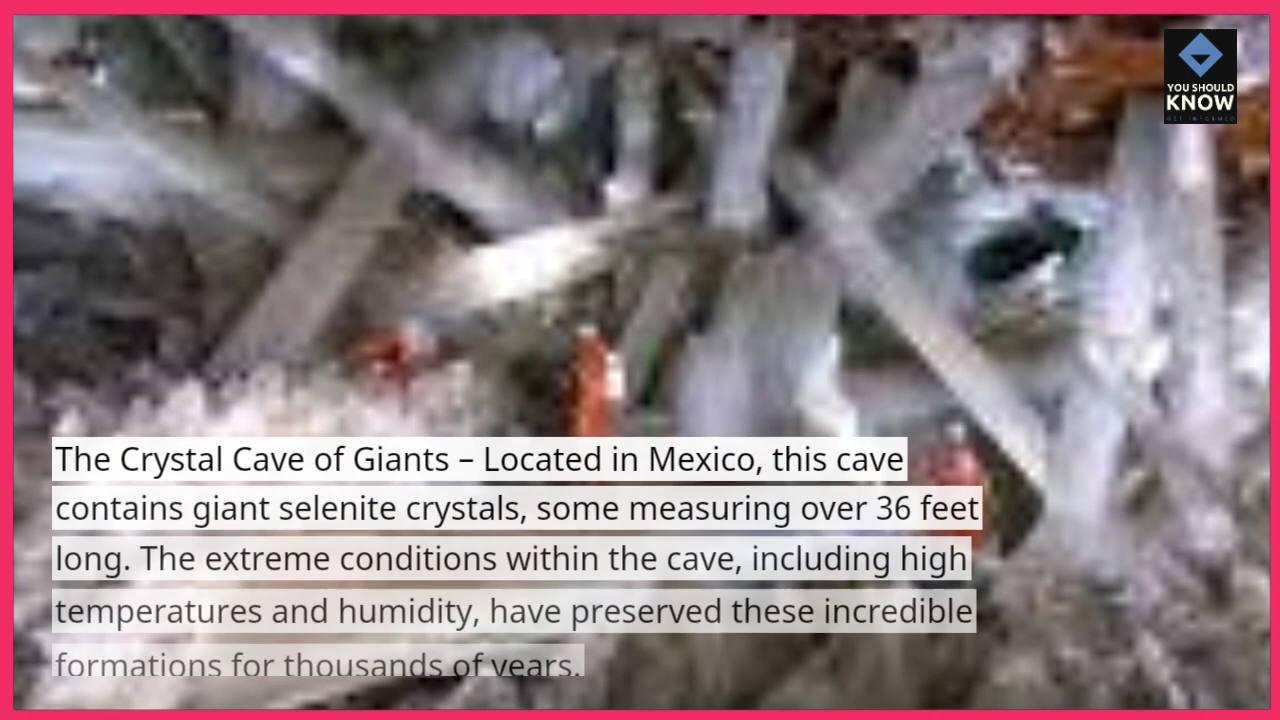 YOU SHOULD
KNOW
GET INFORMED
The Crystal Cave of Giants – Located in Mexico, this cave
contains giant selenite crystals, some measuring over 36 feet
long. The extreme conditions within the cave, including high
temperatures and humidity, have preserved these incredible
formations for thousands of years.